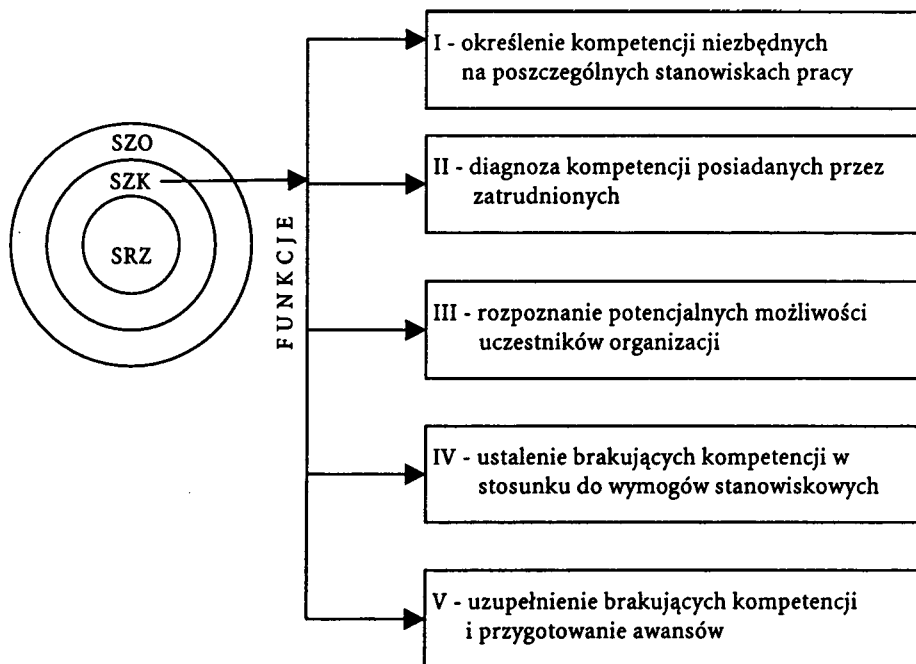 SZO
SZK
SRZ
FUNKCJE
I - określenie kompetencji niezbędnych
na poszczególnych stanowiskach pracy
II - diagnoza kompetencji posiadanych przez
zatrudnionych
III - rozpoznanie potencjalnych możliwości
uczestników organizacji
IV - ustalenie brakujących kompetencji w
stosunku do wymogów stanowiskowych
V - uzupełnienie brakujących kompetencji
i przygotowanie awansów